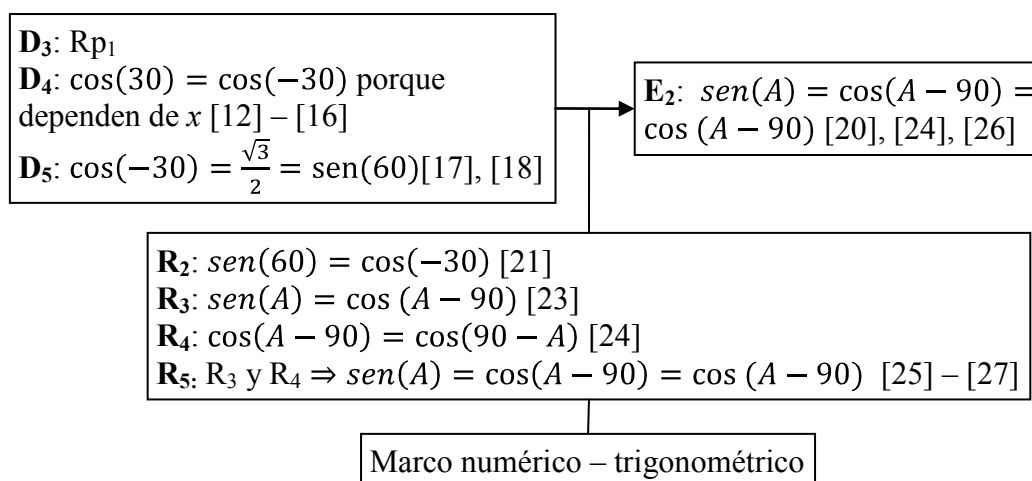 D₃: Rp₁
D₄: cos(30) = cos(−30) porque
dependen de x [12] – [16]
D₅: cos(−30) = √3/2 = sen(60)[17], [18]
E₂: sen(A) = cos(A − 90) =
cos (A − 90) [20], [24], [26]
R₂: sen(60) = cos(−30) [21]
R₃: sen(A) = cos (A − 90) [23]
R₄: cos(A − 90) = cos(90 − A) [24]
R₅: R₃ y R₄ ⇒ sen(A) = cos(A − 90) = cos (A − 90) [25] – [27]
Marco numérico – trigonométrico